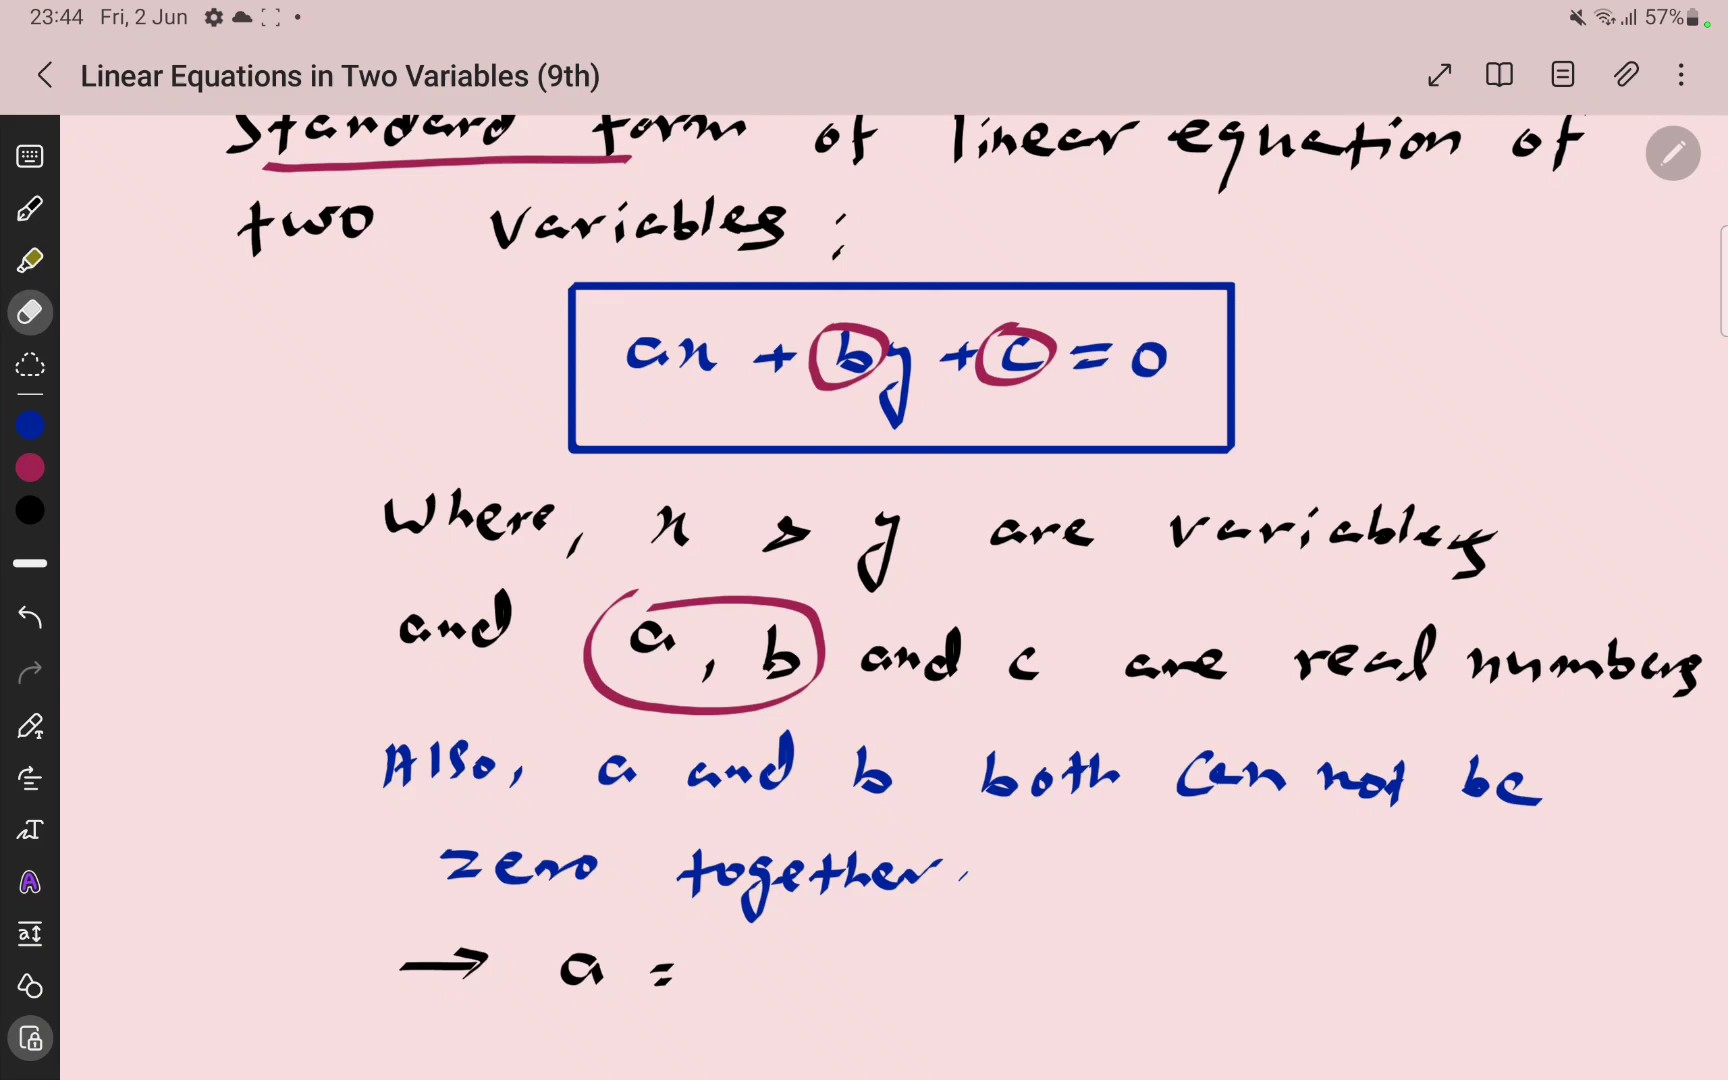 23:44 Fri, 2 Jun 57%
Linear Equations in Two Variables (9th)
Standard form of linear equation of
two variables :
ax + by + c = 0
Where, x > y are variables
and a, b and c are real numbers
Also, a and b both can not be
zero together.
→ a =